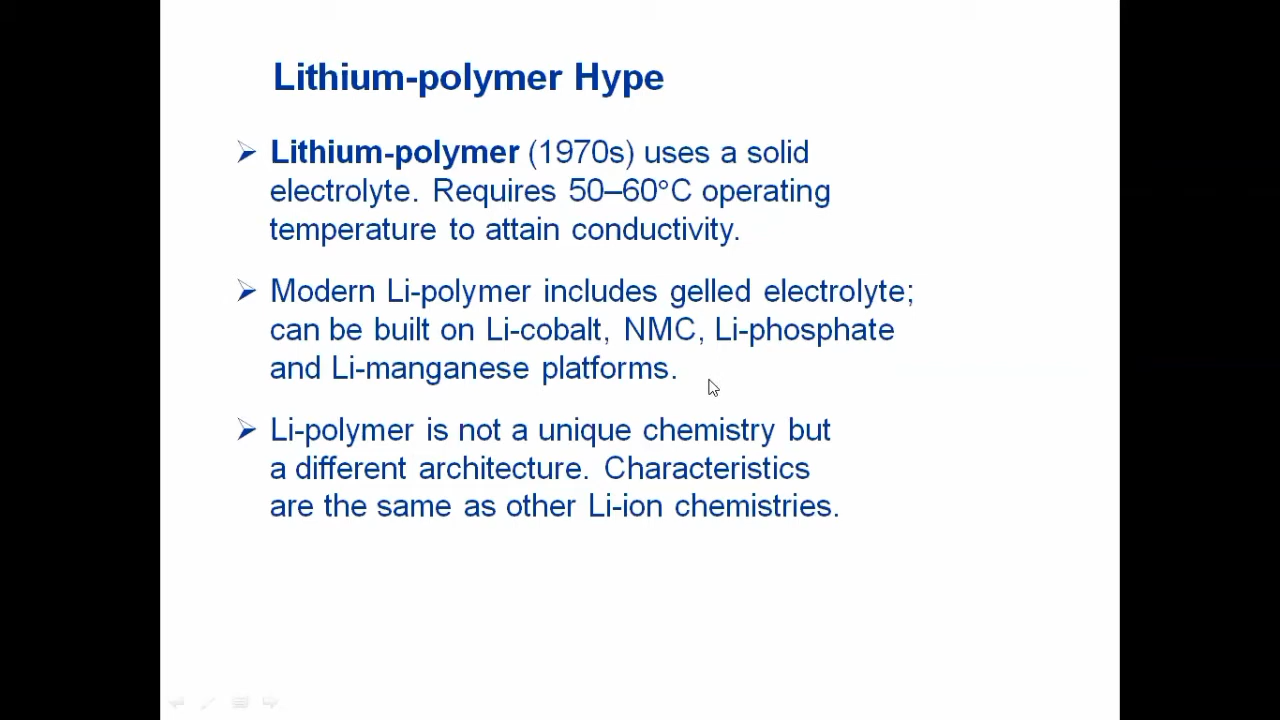 Lithium-polymer Hype
Lithium-polymer (1970s) uses a solid
electrolyte. Requires 50–60°C operating
temperature to attain conductivity.
Modern Li-polymer includes gelled electrolyte;
can be built on Li-cobalt, NMC, Li-phosphate
and Li-manganese platforms.
Li-polymer is not a unique chemistry but
a different architecture. Characteristics
are the same as other Li-ion chemistries.